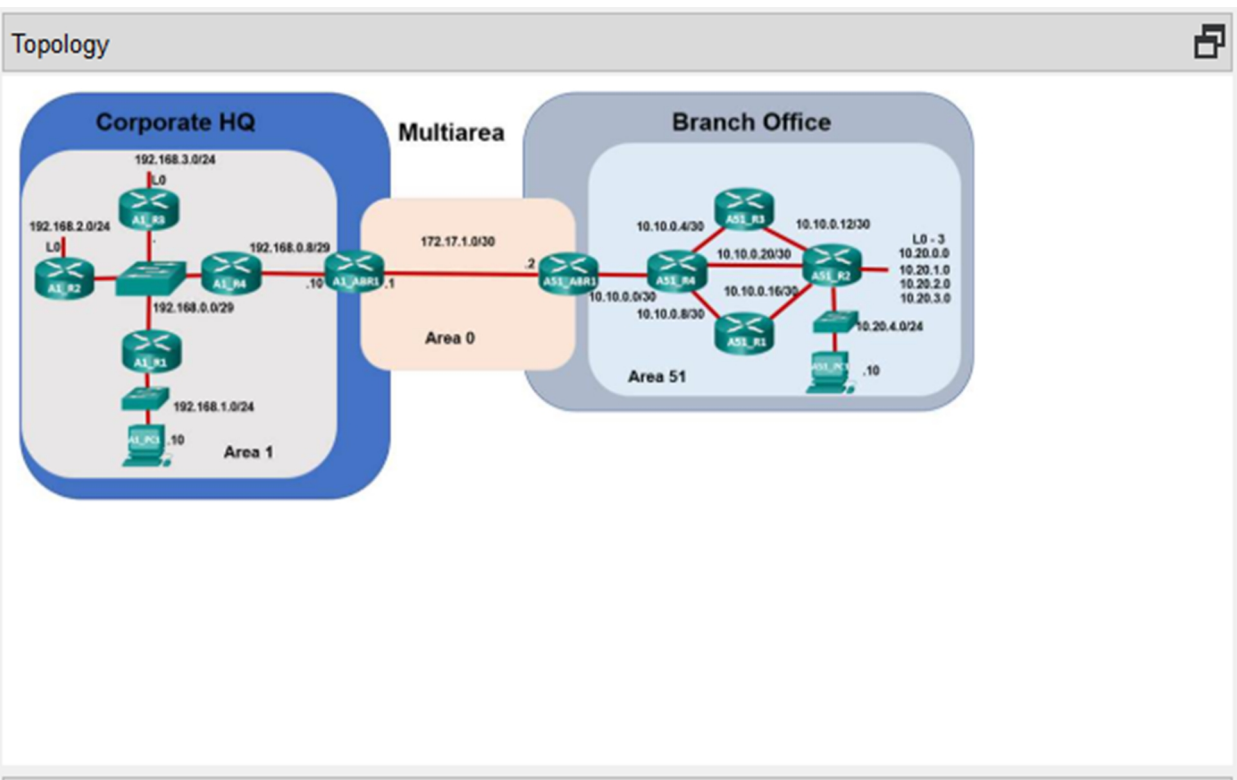 Topology
Corporate HQ
Multiarea
Branch Office
192.168.3.0/24
L0
A1_R3
192.168.2.0/24
L0
A1_R2
192.168.0.8/29
A1_R4
.10
A1_ABR1
.1
192.168.0.0/29
A1_R1
192.168.1.0/24
A1_PC1
.10
Area 1
172.17.1.0/30
.2
Area 0
A51_ABR1
10.10.0.0/30
10.10.0.4/30
A51_R3
10.10.0.12/30
A51_R4
10.10.0.20/30
A51_R2
L0 - 3
10.20.0.0
10.20.1.0
10.20.2.0
10.20.3.0
10.10.0.8/30
10.10.0.16/30
A51_R1
10.20.4.0/24
A51_PC1
.10
Area 51